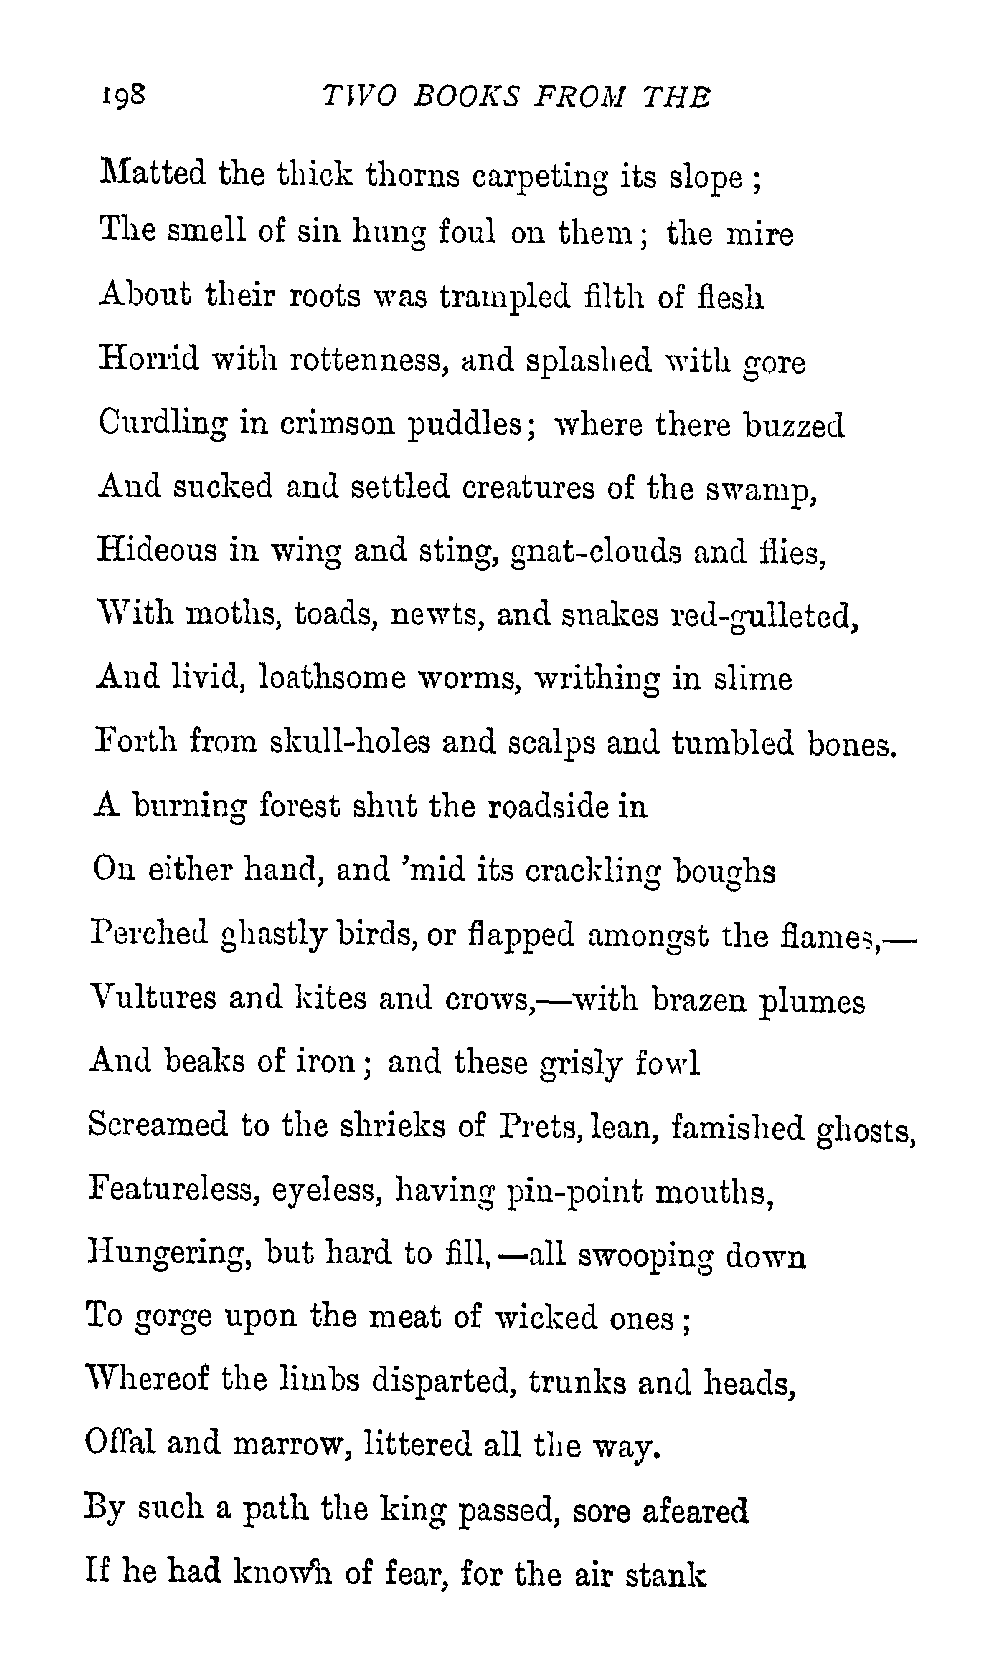 198 TWO BOOKS FROM THE
Matted the thick thorns carpeting its slope ;
The smell of sin hung foul on them ; the mire
About their roots was trampled filth of flesh
Horrid with rottenness, and splashed with gore
Curdling in crimson puddles; where there buzzed
And sucked and settled creatures of the swamp,
Hideous in wing and sting, gnat-clouds and flies,
With moths, toads, newts, and snakes red-gulleted,
And livid, loathsome worms, writhing in slime
Forth from skull-holes and scalps and tumbled bones.
A burning forest shut the roadside in
On either hand, and 'mid its crackling boughs
Perched ghastly birds, or flapped amongst the flames,—
Vultures and kites and crows,—with brazen plumes
And beaks of iron ; and these grisly fowl
Screamed to the shrieks of Prets, lean, famished ghosts,
Featureless, eyeless, having pin-point mouths,
Hungering, but hard to fill,—all swooping down
To gorge upon the meat of wicked ones ;
Whereof the limbs disparted, trunks and heads,
Offal and marrow, littered all the way.
By such a path the king passed, sore afeared
If he had known of fear, for the air stank